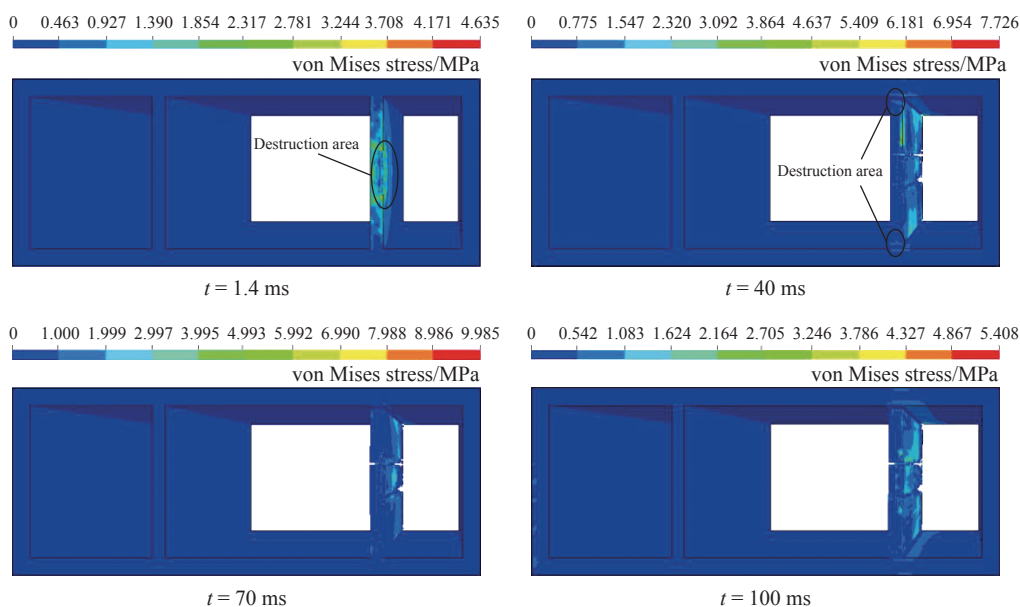 0 0.463 0.927 1.390 1.854 2.317 2.781 3.244 3.708 4.171 4.635
von Mises stress/MPa
Destruction area
t = 1.4 ms
0 0.775 1.547 2.320 3.092 3.864 4.637 5.409 6.181 6.954 7.726
von Mises stress/MPa
Destruction area
t = 40 ms
0 1.000 1.999 2.997 3.995 4.993 5.992 6.990 7.988 8.986 9.985
von Mises stress/MPa
t = 70 ms
0 0.542 1.083 1.624 2.164 2.705 3.246 3.786 4.327 4.867 5.408
von Mises stress/MPa
t = 100 ms